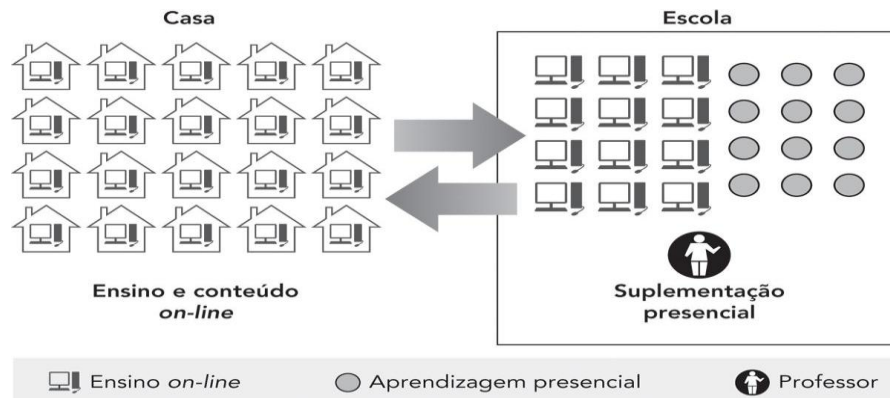 Casa
Escola
Ensino e conteúdo
on-line
Suplementação
presencial
Ensino on-line
Aprendizagem presencial
Professor